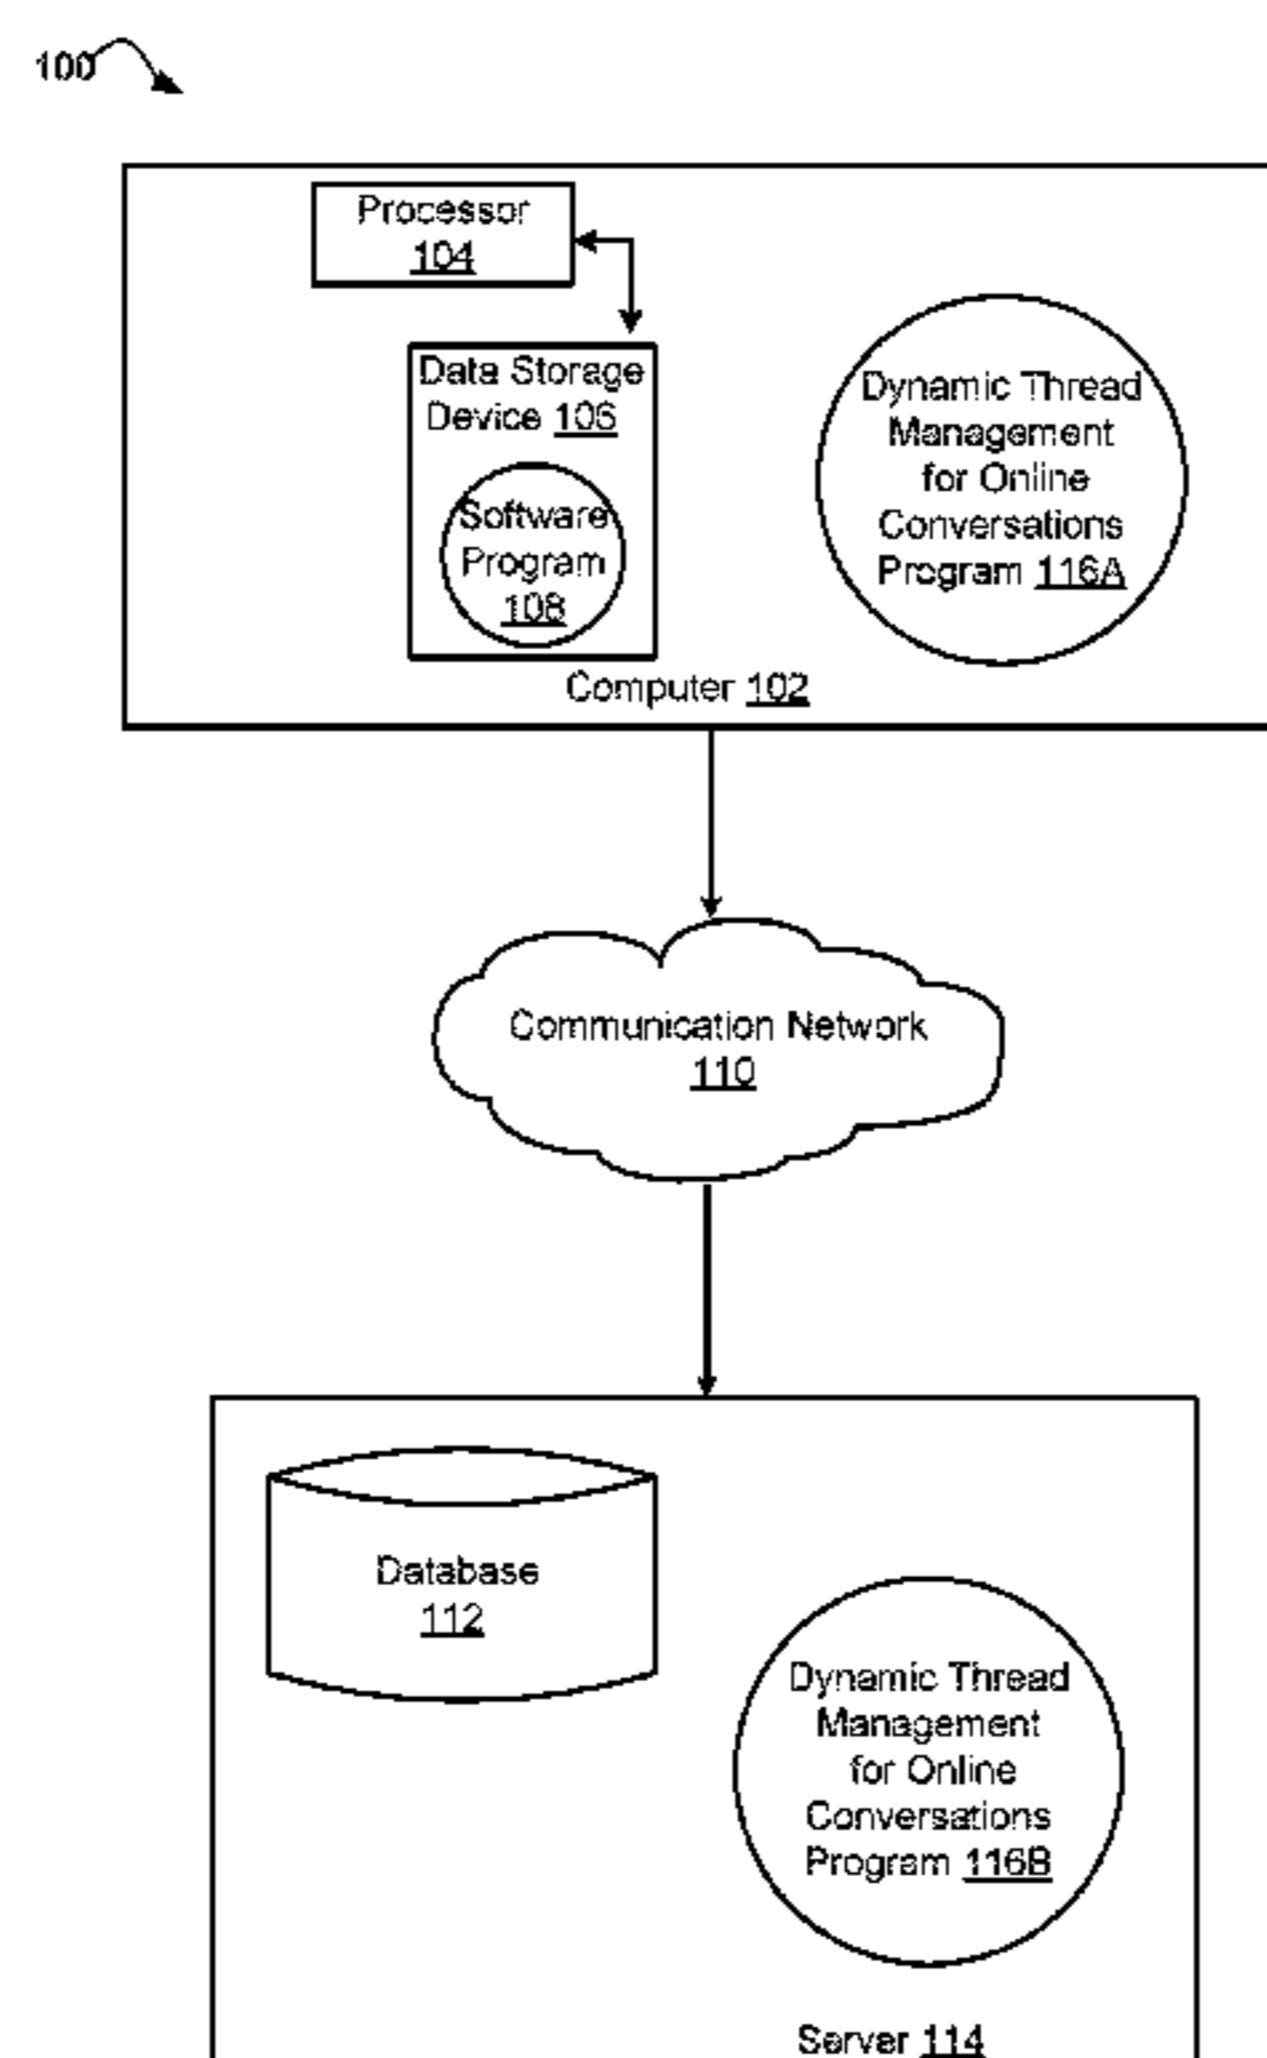 100
Processor
104
Data Storage
Device 106
Software
Program
108
Dynamic Thread
Management
for Online
Conversations
Program 116A
Computer 102
Communication Network
110
Database
112
Dynamic Thread
Management
for Online
Conversations
Program 116B
Server 114